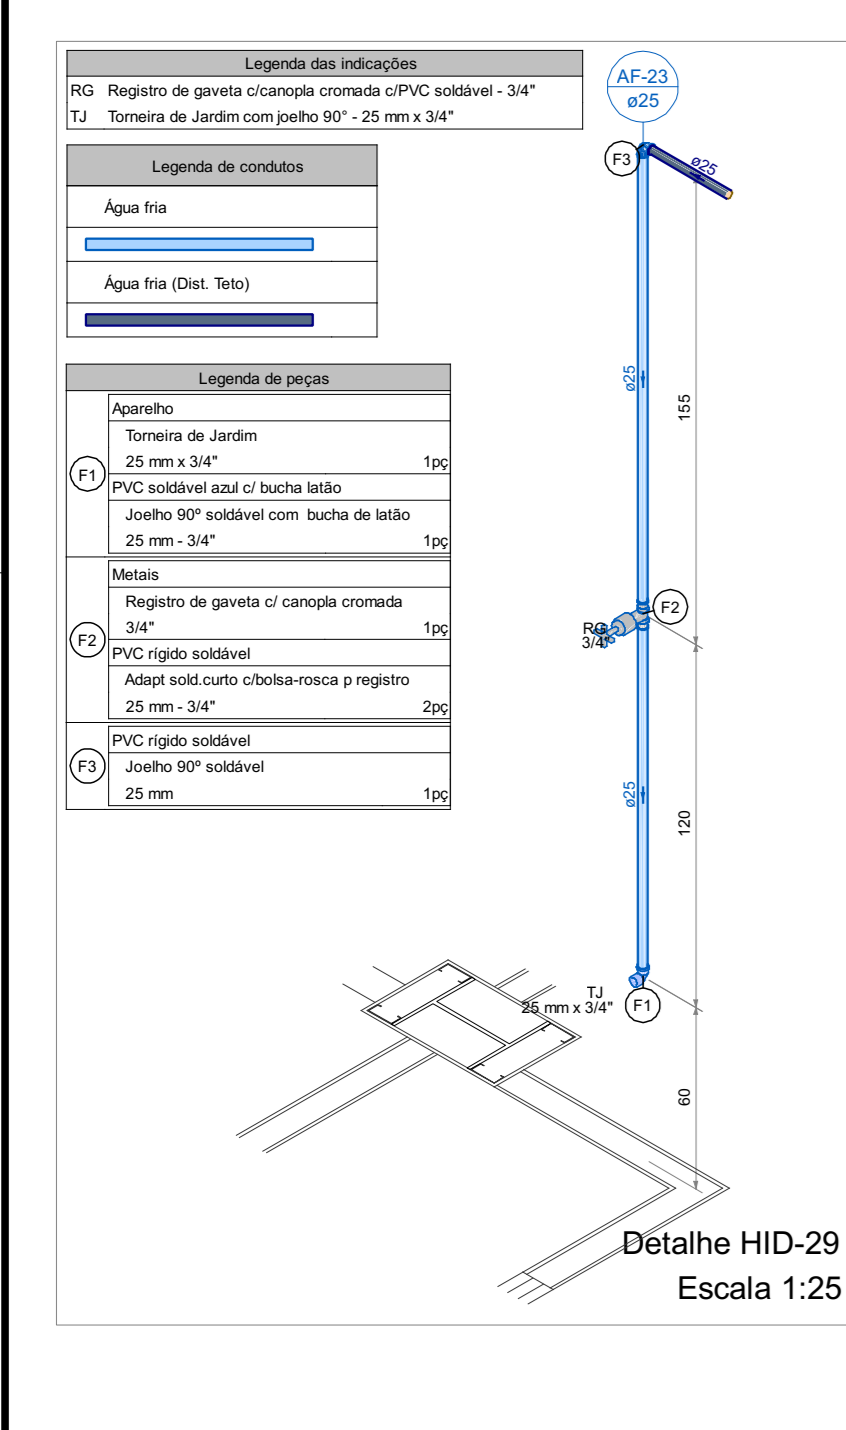 Legenda das indicações
RG Registro de gaveta c/canopla cromada c/PVC soldável - 3/4"
TJ Torneira de Jardim com joelho 90° - 25 mm x 3/4"
Legenda de condutos
Água fria
Água fria (Dist. Teto)
Legenda de peças
F1
Aparelho
Torneira de Jardim
25 mm x 3/4" 1pç
PVC soldável azul c/ bucha latão
Joelho 90º soldável com bucha de latão
25 mm - 3/4" 1pç
F2
Metais
Registro de gaveta c/ canopla cromada
3/4" 1pç
PVC rígido soldável
Adapt sold.curto c/bolsa-rosca p registro
25 mm - 3/4" 2pç
F3
PVC rígido soldável
Joelho 90º soldável
25 mm 1pç
AF-23
ø25
F3
ø25
ø25
155
F2
RG
3/4"
ø25
120
TJ
25 mm x 3/4"
F1
60
Detalhe HID-29
Escala 1:25